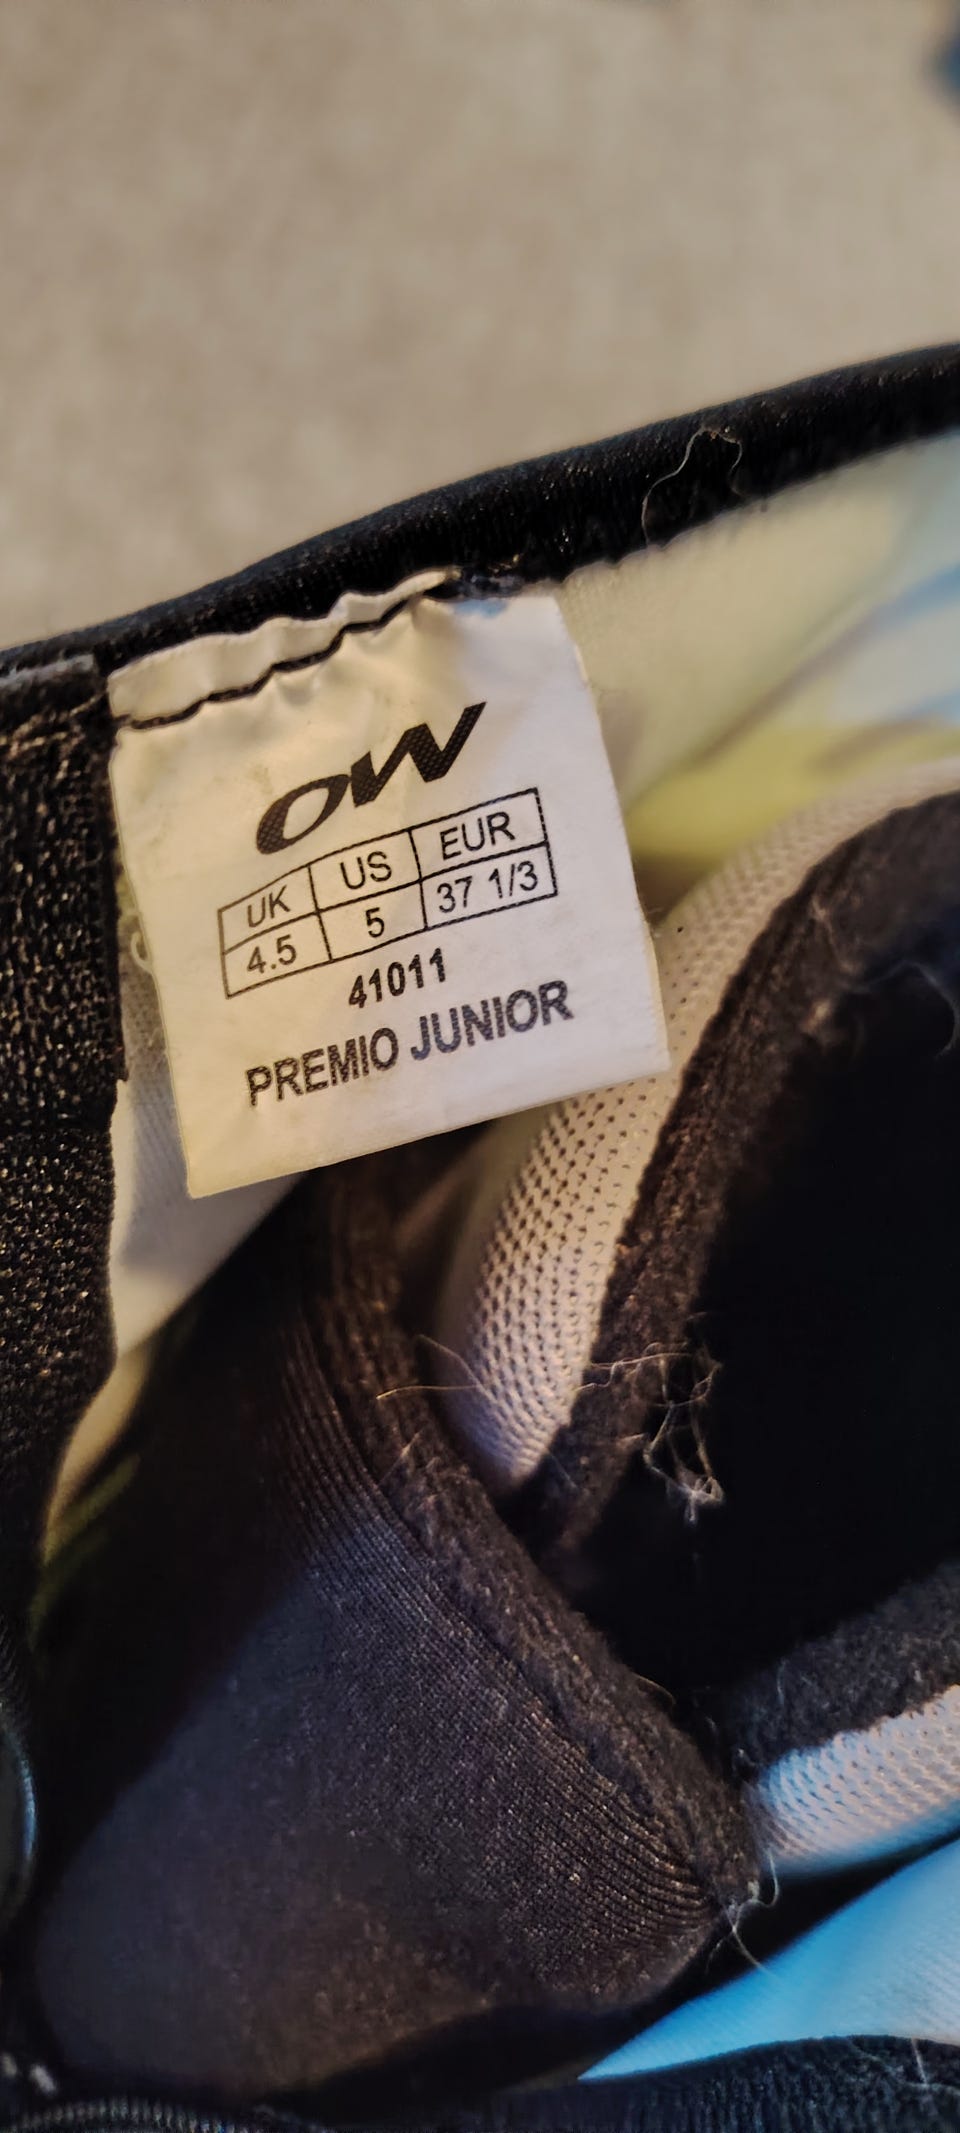 OW
UK US EUR
4.5 5 37 1/3
41011
PREMIO JUNIOR